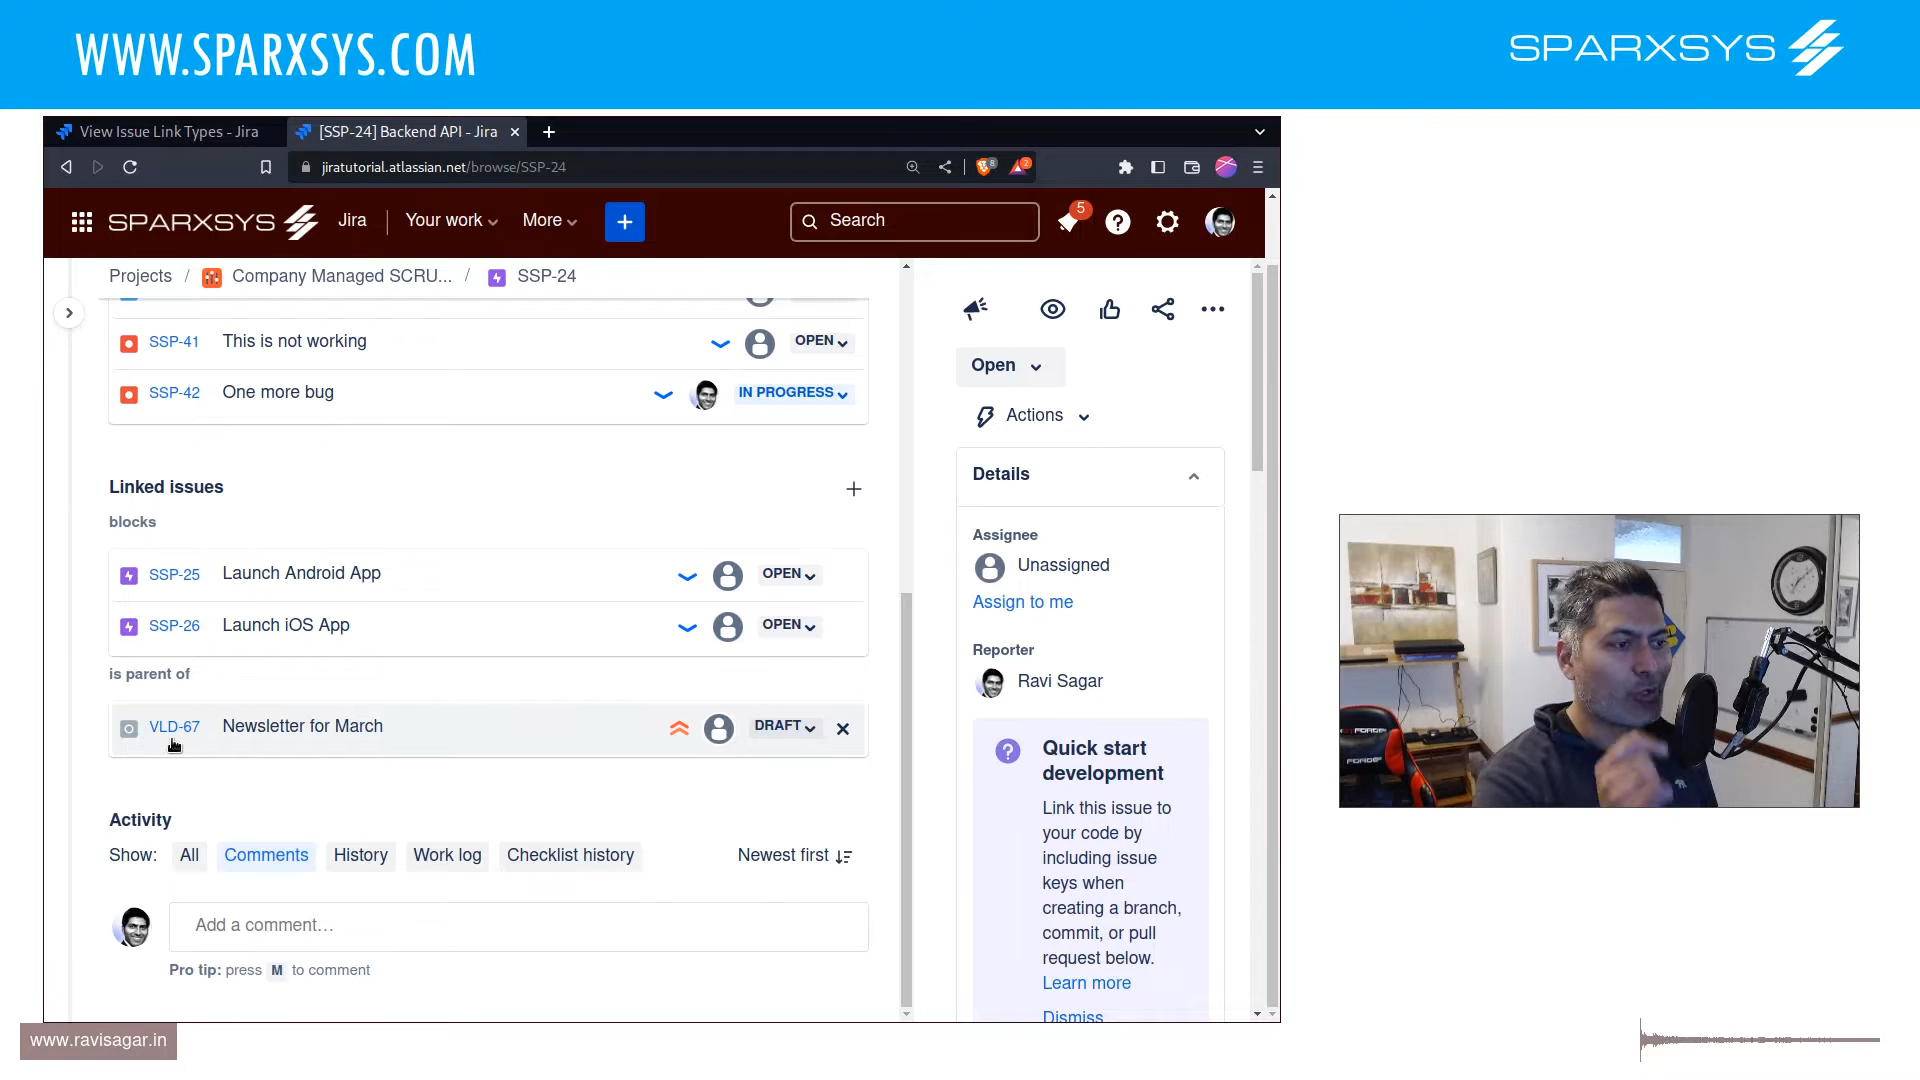 WWW.SPARXSYS.COM
SPARXSYS
View Issue Link Types - Jira
[SSP-24] Backend API - Jira
jiratutorial.atlassian.net/browse/SSP-24
8
2
SPARXSYS
Jira
Your work
More
Search
5
Projects / Company Managed SCRU... / SSP-24
SSP-41 This is not working OPEN
SSP-42 One more bug IN PROGRESS
Linked issues
blocks
SSP-25 Launch Android App OPEN
SSP-26 Launch iOS App OPEN
is parent of
VLD-67 Newsletter for March DRAFT
Activity
Show: All Comments History Work log Checklist history Newest first
Add a comment…
Pro tip: press M to comment
Open
Actions
Details
Assignee
Unassigned
Assign to me
Reporter
Ravi Sagar
Quick start
development
Link this issue to
your code by
including issue
keys when
creating a branch,
commit, or pull
request below.
Learn more
Dismiss
www.ravisagar.in